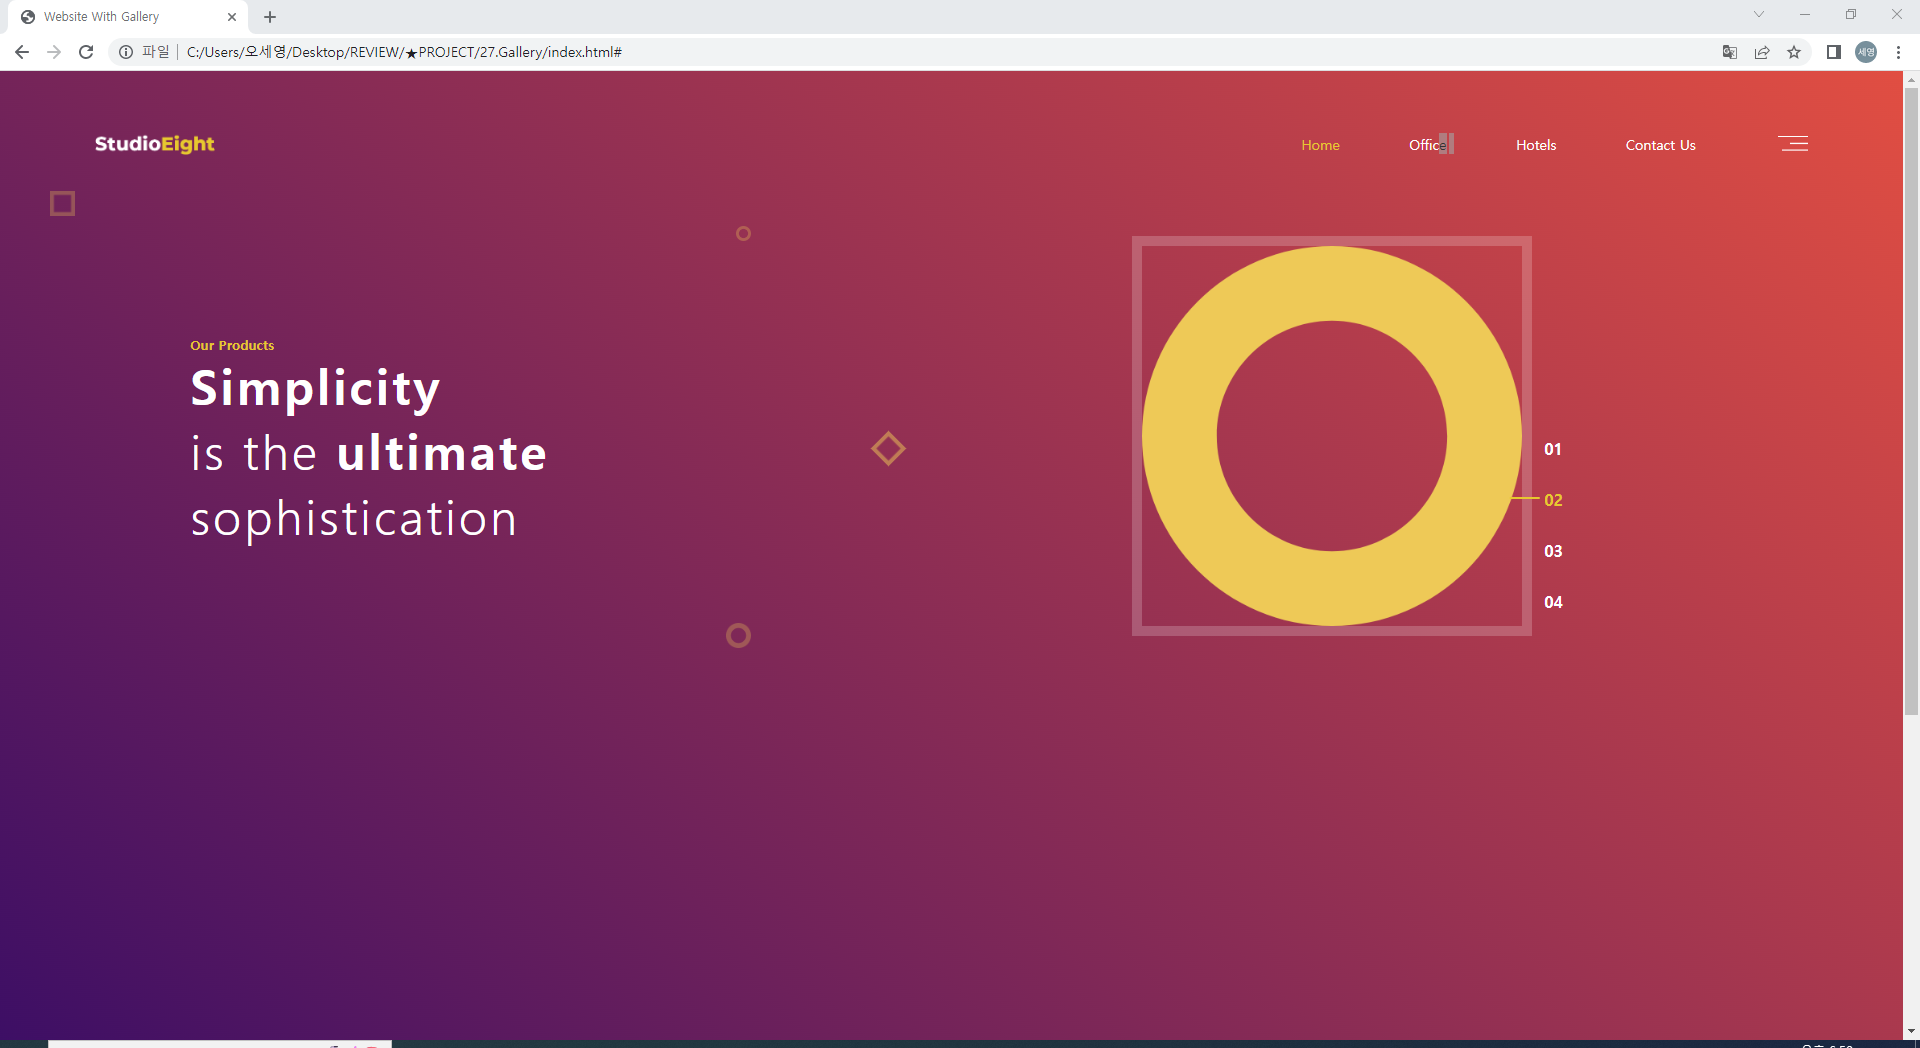 Website With Gallery
파일 C:/Users/오세영/Desktop/REVIEW/★PROJECT/27.Gallery/index.html#
세영
StudioEight
Home Office Hotels Contact Us
Our Products
Simplicity
is the ultimate
sophistication
01
02
03
04